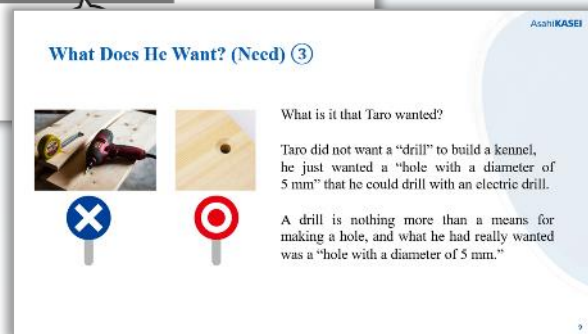 AsahiKASEI
What Does He Want? (Need) ③
What is it that Taro wanted?
Taro did not want a “drill” to build a kennel,
he just wanted a “hole with a diameter of
5 mm” that he could drill with an electric drill.
A drill is nothing more than a means for
making a hole, and what he had really wanted
was a “hole with a diameter of 5 mm.”
9